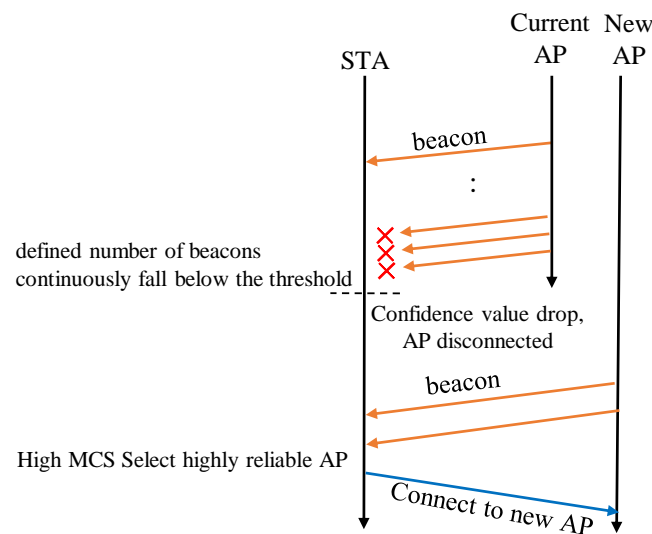 Current New
STA AP AP
beacon
:
defined number of beacons
continuously fall below the threshold
Confidence value drop,
AP disconnected
beacon
High MCS Select highly reliable AP
Connect to new AP